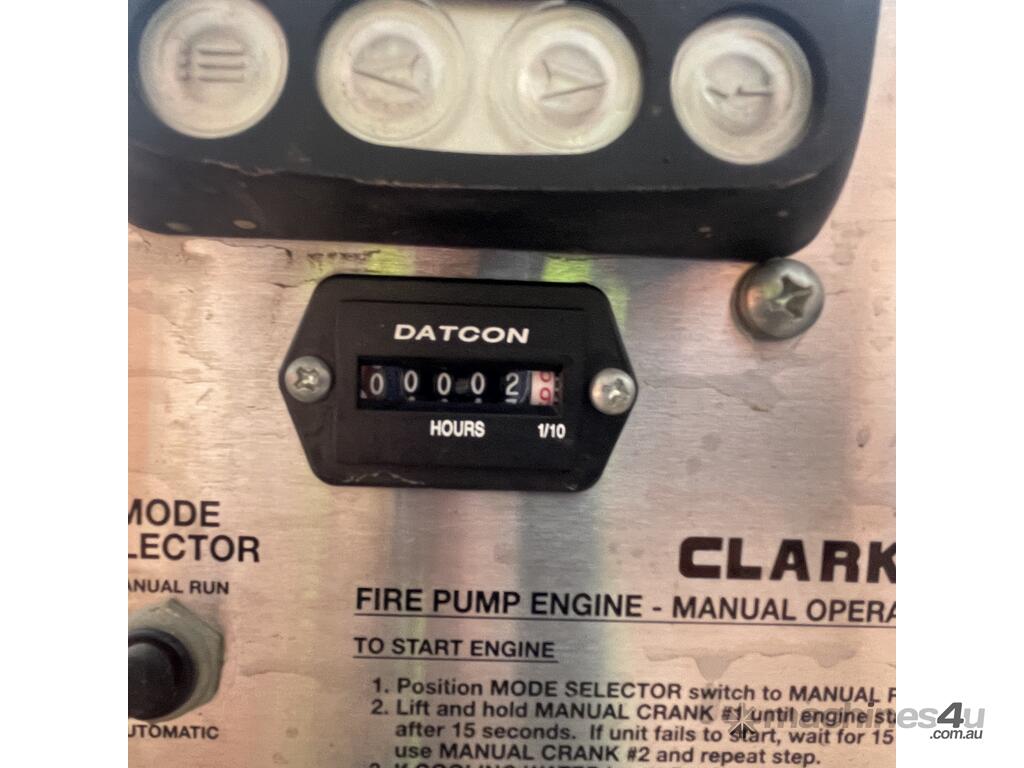 DATCON
0 0 0 0 2
HOURS 1/10
MODE
LECTOR
ANUAL RUN
UTOMATIC
CLARK
FIRE PUMP ENGINE - MANUAL OPERA
TO START ENGINE
1. Position MODE SELECTOR switch to MANUAL R
2. Lift and hold MANUAL CRANK #1 until engine sta
after 15 seconds. If unit fails to start, wait for 15
use MANUAL CRANK #2 and repeat step.
machines4u
.com.au